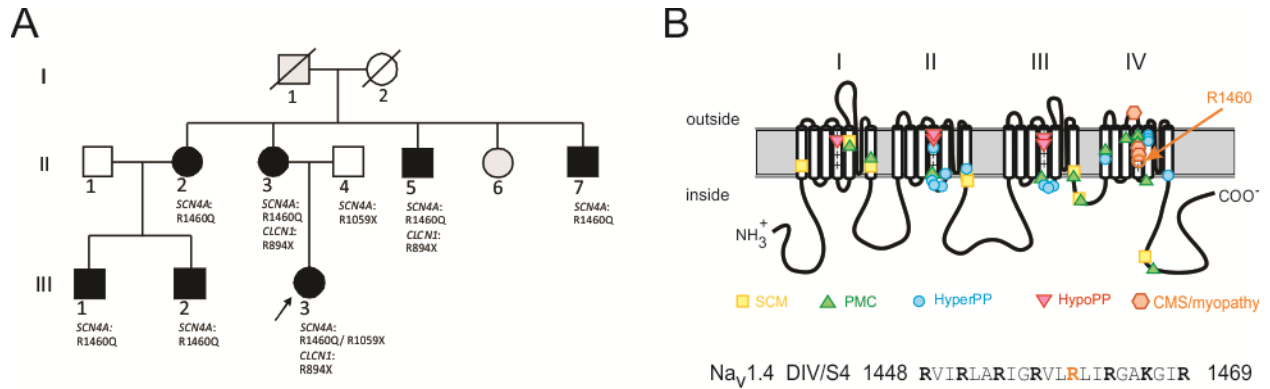 A
I
1
2
II
1
2
3
4
5
6
7
SCN4A:
R1460Q
SCN4A:
R1460Q
CLCN1:
R894X
SCN4A:
R1059X
SCN4A:
R1460Q
CLCN1:
R894X
SCN4A:
R1460Q
III
1
2
3
SCN4A:
R1460Q
SCN4A:
R1460Q
SCN4A:
R1460Q/ R1059X
CLCN1:
R894X
B
I II III IV
R1460
outside
inside
NH3+
COO-
SCM PMC HyperPP HypoPP CMS/myopathy
NaV1.4 DIV/S4 1448 RVIRLARIGRVLRLIRGAKGIR 1469